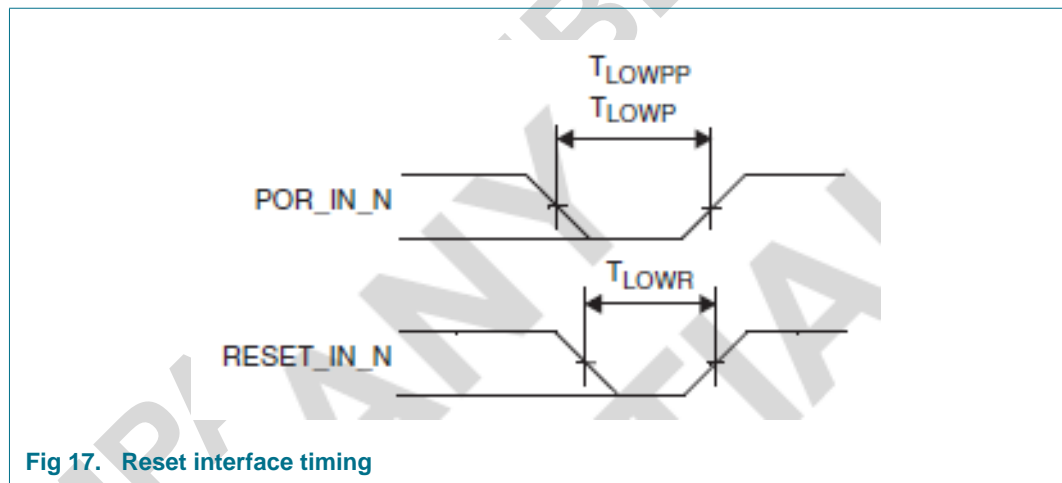 TLOWPP
TLOWP
POR_IN_N
TLOWR
RESET_IN_N
Fig 17. Reset interface timing